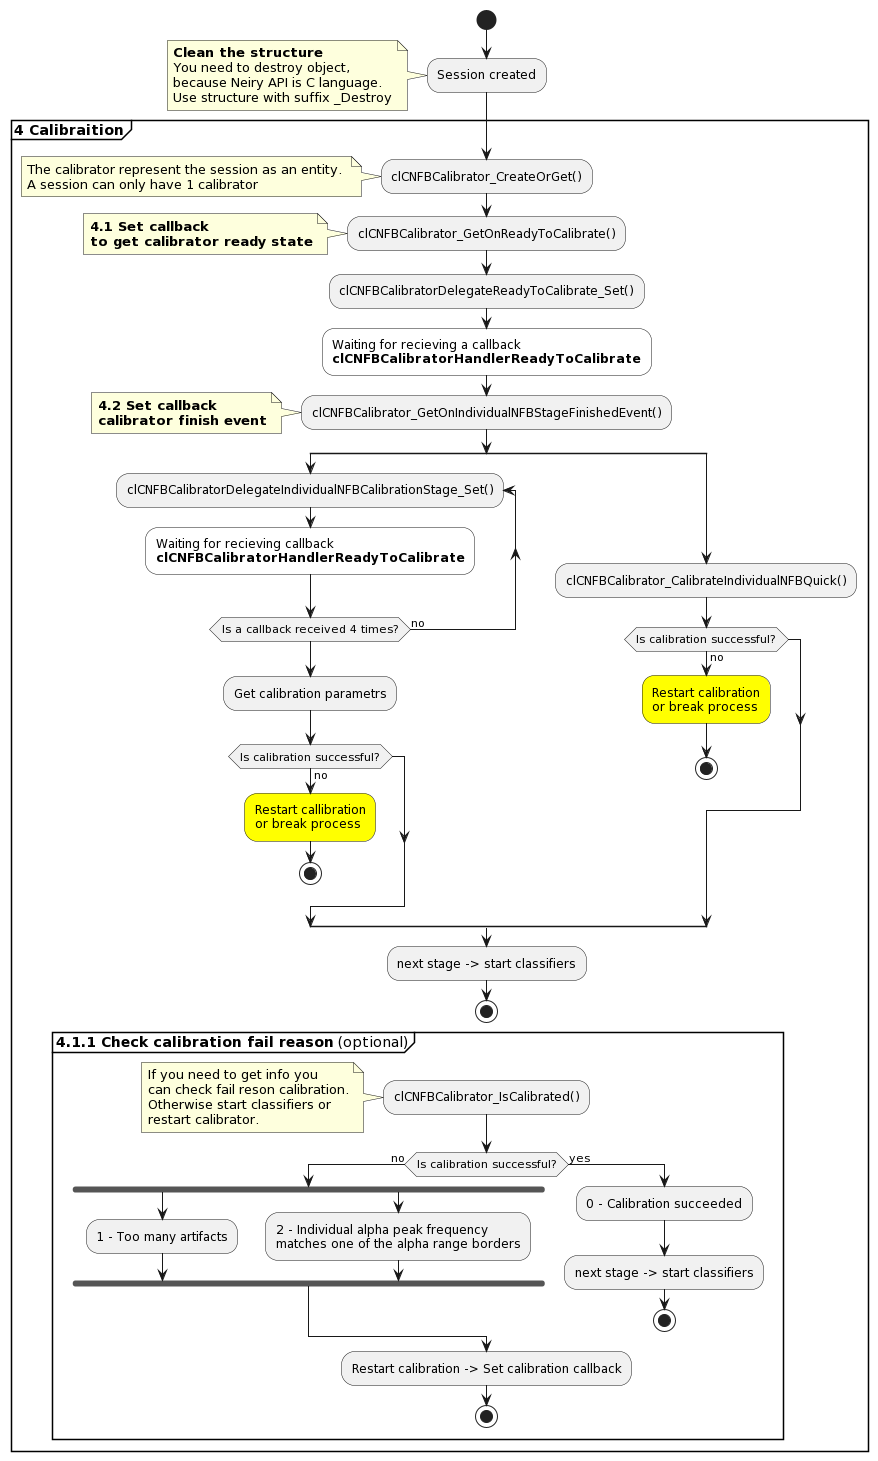 Clean the structure
You need to destroy object,
because Neiry API is C language.
Use structure with suffix _Destroy
Session created
4 Calibraition
The calibrator represent the session as an entity.
A session can only have 1 calibrator
clCNFBCalibrator_CreateOrGet()
4.1 Set callback
to get calibrator ready state
clCNFBCalibrator_GetOnReadyToCalibrate()
clCNFBCalibratorDelegateReadyToCalibrate_Set()
Waiting for recieving a callback
clCNFBCalibratorHandlerReadyToCalibrate
4.2 Set callback
calibrator finish event
clCNFBCalibrator_GetOnIndividualNFBStageFinishedEvent()
clCNFBCalibratorDelegateIndividualNFBCalibrationStage_Set()
Waiting for recieving callback
clCNFBCalibratorHandlerReadyToCalibrate
Is a callback received 4 times?
no
Get calibration parametrs
Is calibration successful?
no
Restart callibration
or break process
clCNFBCalibrator_CalibrateIndividualNFBQuick()
Is calibration successful?
no
Restart calibration
or break process
next stage -> start classifiers
4.1.1 Check calibration fail reason (optional)
If you need to get info you
can check fail reson calibration.
Otherwise start classifiers or
restart calibrator.
clCNFBCalibrator_IsCalibrated()
no
Is calibration successful?
yes
1 - Too many artifacts
2 - Individual alpha peak frequency
matches one of the alpha range borders
0 - Calibration succeeded
next stage -> start classifiers
Restart calibration -> Set calibration callback